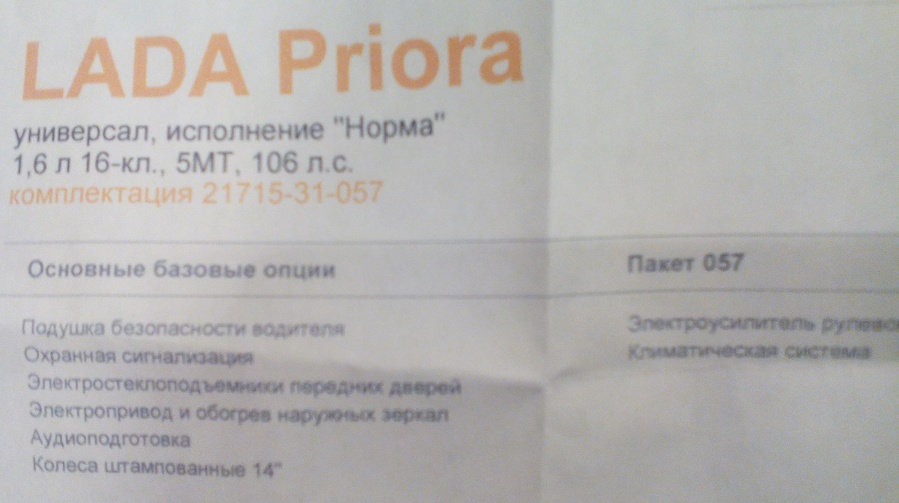 LADA Priora
универсал, исполнение "Норма"
1,6 л 16-кл., 5МТ, 106 л.с.
комплектация 21715-31-057
Основные базовые опции
Пакет 057
Подушка безопасности водителя
Охранная сигнализация
Электростеклоподъемники передних дверей
Электропривод и обогрев наружных зеркал
Аудиоподготовка
Колеса штампованные 14"
Электроусилитель
Климатическая система